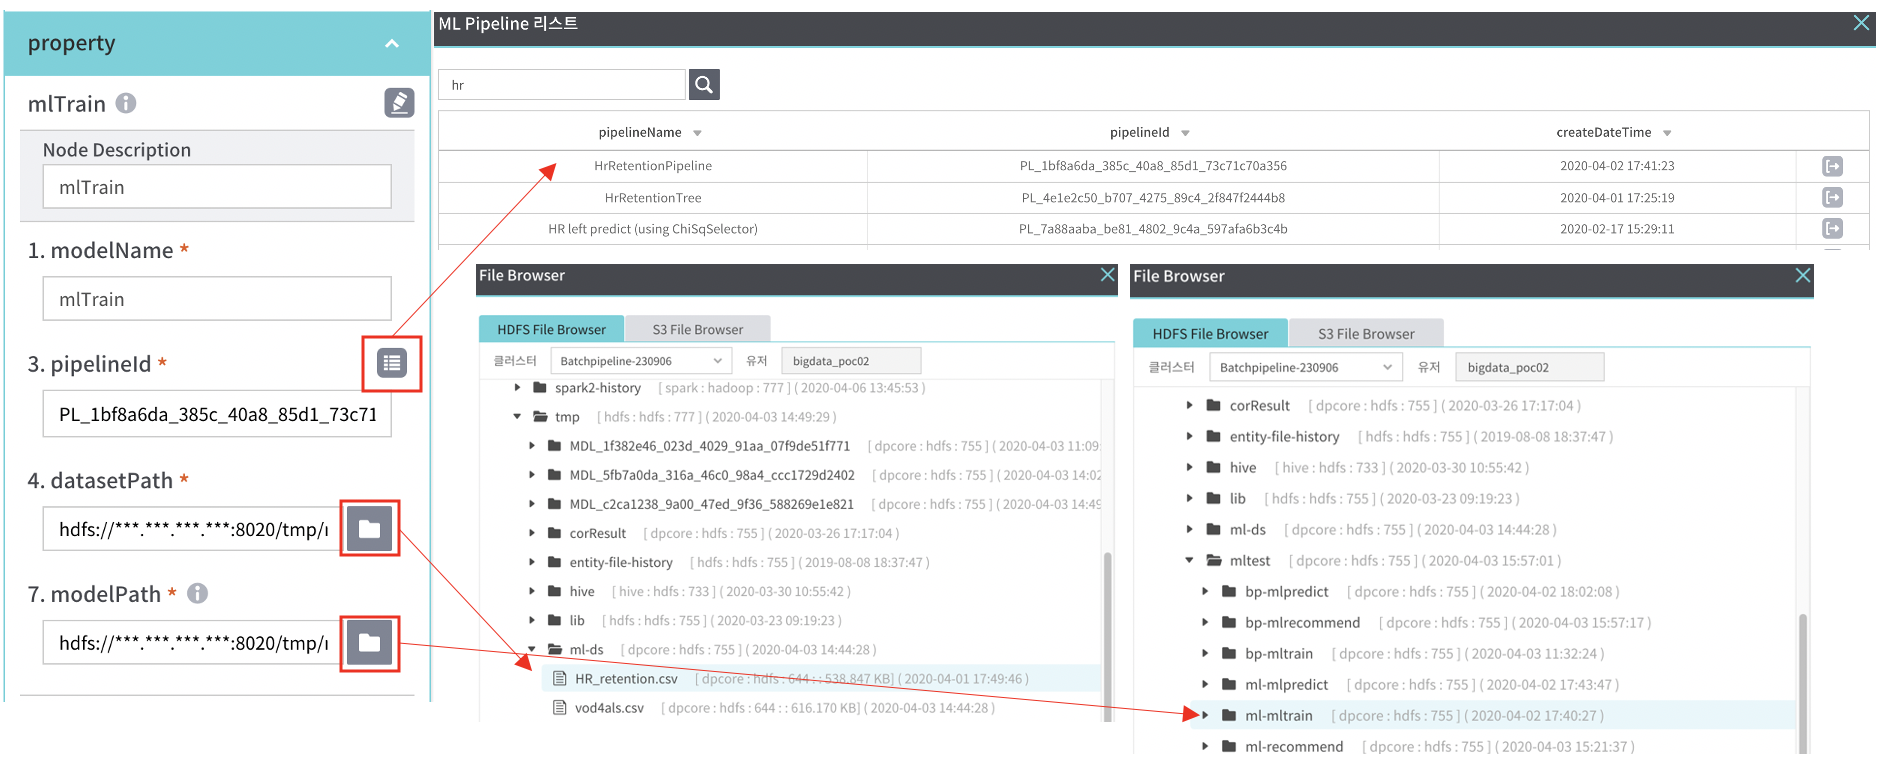 property
mlTrain
Node Description
mlTrain
1. modelName *
mlTrain
3. pipelineId *
PL_1bf8a6da_385c_40a8_85d1_73c71
4. datasetPath *
hdfs://***.***.***.***:8020/tmp/
7. modelPath *
hdfs://***.***.***.***:8020/tmp/
ML Pipeline 리스트
hr
pipelineName pipelineId createDateTime
HrRetentionPipeline PL_1bf8a6da_385c_40a8_85d1_73c71c70a356 2020-04-02 17:41:23
HrRetentionTree PL_4e1e2c50_b707_4275_89c4_2f847f2444b8 2020-04-01 17:25:19
HR left predict (using ChiSqSelector) PL_7a88aaba_be81_4802_9c4a_597afa6b3c4b 2020-02-17 15:29:11
File Browser
HDFS File Browser S3 File Browser
클러스터 Batchpipeline-230906 유저 bigdata_poc02
spark2-history [ spark : hadoop : 777 ] ( 2020-04-06 13:45:53 )
tmp [ hdfs : hdfs : 777 ] ( 2020-04-03 14:49:29 )
MDL_1f382e46_023d_4029_91aa_07f9de51f771 [ dpcore : hdfs : 755 ] ( 2020-04-03 11:09:
MDL_5fb7a0da_316a_46c0_98a4_ccc1729d2402 [ dpcore : hdfs : 755 ] ( 2020-04-03 14:02
MDL_c2ca1238_9a00_47ed_9f36_588269e1e821 [ dpcore : hdfs : 755 ] ( 2020-04-03 14:49
corResult [ dpcore : hdfs : 755 ] ( 2020-03-26 17:17:04 )
entity-file-history [ hdfs : hdfs : 755 ] ( 2019-08-08 18:37:47 )
hive [ hive : hdfs : 733 ] ( 2020-03-30 10:55:42 )
lib [ hdfs : hdfs : 755 ] ( 2020-03-23 09:19:23 )
ml-ds [ dpcore : hdfs : 755 ] ( 2020-04-03 14:44:28 )
HR_retention.csv [ dpcore : hdfs : 644 : : 538.847 KB] ( 2020-04-01 17:49:46 )
vod4als.csv [ dpcore : hdfs : 644 : : 616.170 KB] ( 2020-04-03 14:44:28 )
File Browser
HDFS File Browser S3 File Browser
클러스터 Batchpipeline-230906 유저 bigdata_poc02
corResult [ dpcore : hdfs : 755 ] ( 2020-03-26 17:17:04 )
entity-file-history [ hdfs : hdfs : 755 ] ( 2019-08-08 18:37:47 )
hive [ hive : hdfs : 733 ] ( 2020-03-30 10:55:42 )
lib [ hdfs : hdfs : 755 ] ( 2020-03-23 09:19:23 )
ml-ds [ dpcore : hdfs : 755 ] ( 2020-04-03 14:44:28 )
mltest [ dpcore : hdfs : 755 ] ( 2020-04-03 15:57:01 )
bp-mlpredict [ dpcore : hdfs : 755 ] ( 2020-04-02 18:02:08 )
bp-mlrecommend [ dpcore : hdfs : 755 ] ( 2020-04-03 15:57:17 )
bp-mltrain [ dpcore : hdfs : 755 ] ( 2020-04-03 11:32:24 )
ml-mlpredict [ dpcore : hdfs : 755 ] ( 2020-04-02 17:43:47 )
ml-mltrain [ dpcore : hdfs : 755 ] ( 2020-04-02 17:40:27 )
ml-recommend [ dpcore : hdfs : 755 ] ( 2020-04-03 15:21:37 )